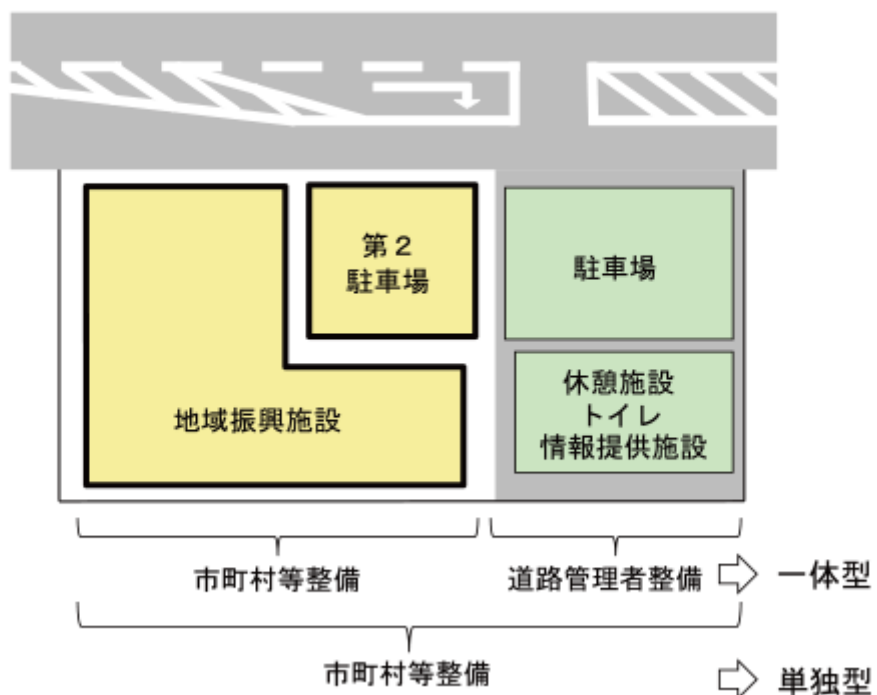 第２
駐車場
駐車場
地域振興施設
休憩施設
トイレ
情報提供施設
市町村等整備
道路管理者整備
一体型
市町村等整備
単独型